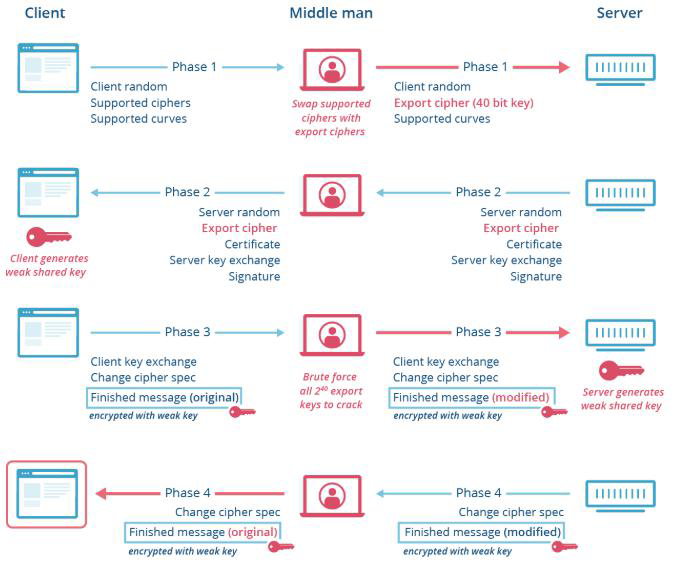 Client
Middle man
Server
Phase 1
Client random
Supported ciphers
Supported curves
Swap supported
ciphers with
export ciphers
Phase 1
Client random
Export cipher (40 bit key)
Supported curves
Phase 2
Server random
Export cipher
Certificate
Server key exchange
Signature
Client generates
weak shared key
Phase 2
Server random
Export cipher
Certificate
Server key exchange
Signature
Phase 3
Client key exchange
Change cipher spec
Finished message (original)
encrypted with weak key
Brute force
all 2⁴⁰ export
keys to crack
Phase 3
Client key exchange
Change cipher spec
Finished message (modified)
encrypted with weak key
Server generates
weak shared key
Phase 4
Change cipher spec
Finished message (original)
encrypted with weak key
Phase 4
Change cipher spec
Finished message (modified)
encrypted with weak key